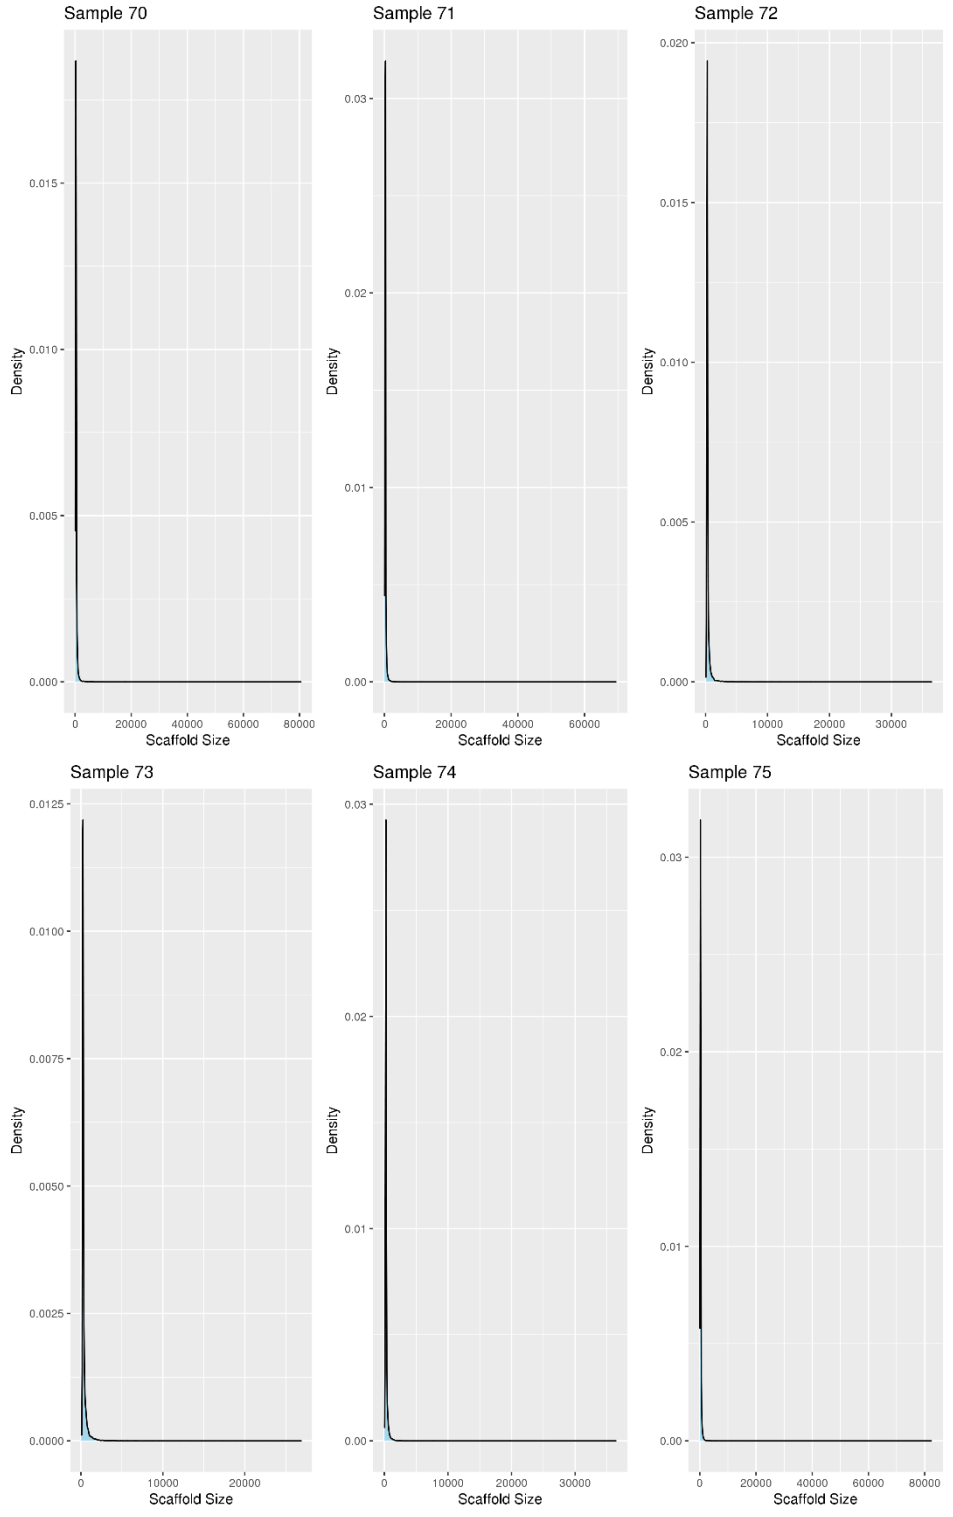 Sample 70
Sample 71
Sample 72
0.015
0.010
0.005
0.000
Density
0 20000 40000 60000 80000
Scaffold Size
0.03
0.02
0.01
0.00
Density
0 20000 40000 60000
Scaffold Size
0.020
0.015
0.010
0.005
0.000
Density
0 10000 20000 30000
Scaffold Size
Sample 73
Sample 74
Sample 75
0.0125
0.0100
0.0075
0.0050
0.0025
0.0000
Density
0 10000 20000
Scaffold Size
0.03
0.02
0.01
0.00
Density
0 10000 20000 30000
Scaffold Size
0.03
0.02
0.01
0.00
Density
0 20000 40000 60000 80000
Scaffold Size